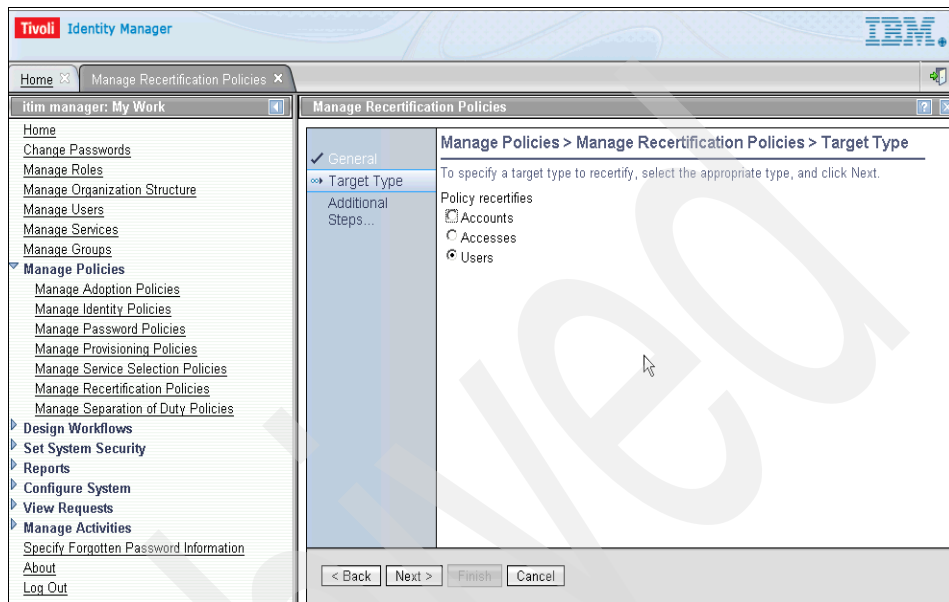 Tivoli Identity Manager
IBM.
Home
Manage Recertification Policies
itim manager: My Work
Home
Change Passwords
Manage Roles
Manage Organization Structure
Manage Users
Manage Services
Manage Groups
Manage Policies
Manage Adoption Policies
Manage Identity Policies
Manage Password Policies
Manage Provisioning Policies
Manage Service Selection Policies
Manage Recertification Policies
Manage Separation of Duty Policies
Design Workflows
Set System Security
Reports
Configure System
View Requests
Manage Activities
Specify Forgotten Password Information
About
Log Out
Manage Recertification Policies
?
General
Target Type
Additional
Steps...
Manage Policies > Manage Recertification Policies > Target Type
To specify a target type to recertify, select the appropriate type, and click Next.
Policy recertifies
Accounts
Accesses
Users
< Back
Next >
Finish
Cancel